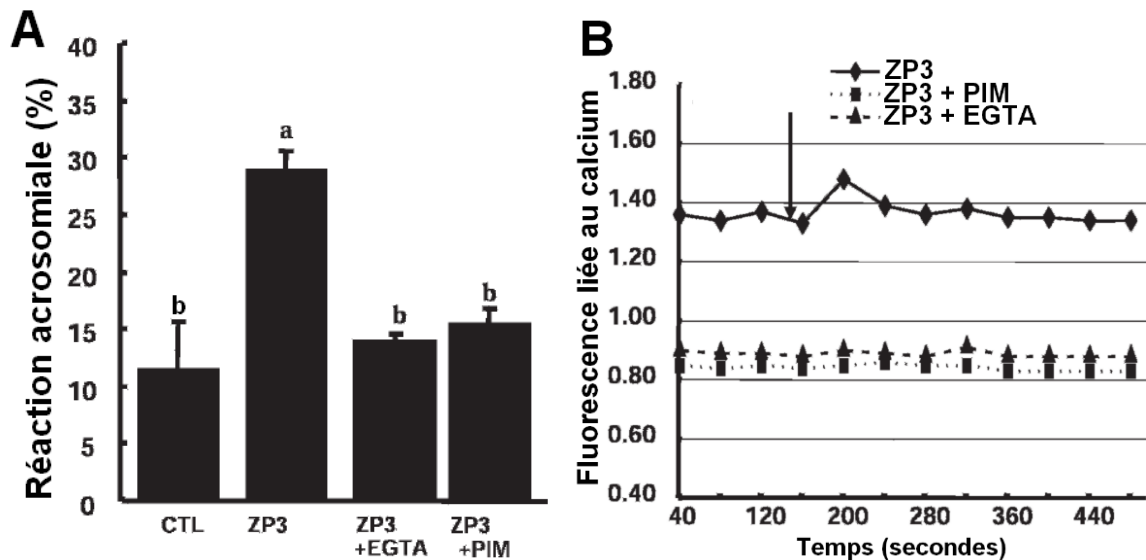 A
Réaction acrosomiale (%)
40
35
30
25
20
15
10
5
0
b
a
b
b
CTL
ZP3
ZP3
+EGTA
ZP3
+PIM
B
Fluorescence liée au calcium
1.80
1.60
1.40
1.20
1.00
0.80
0.60
0.40
ZP3
ZP3 + PIM
ZP3 + EGTA
40
120
200
280
360
440
Temps (secondes)